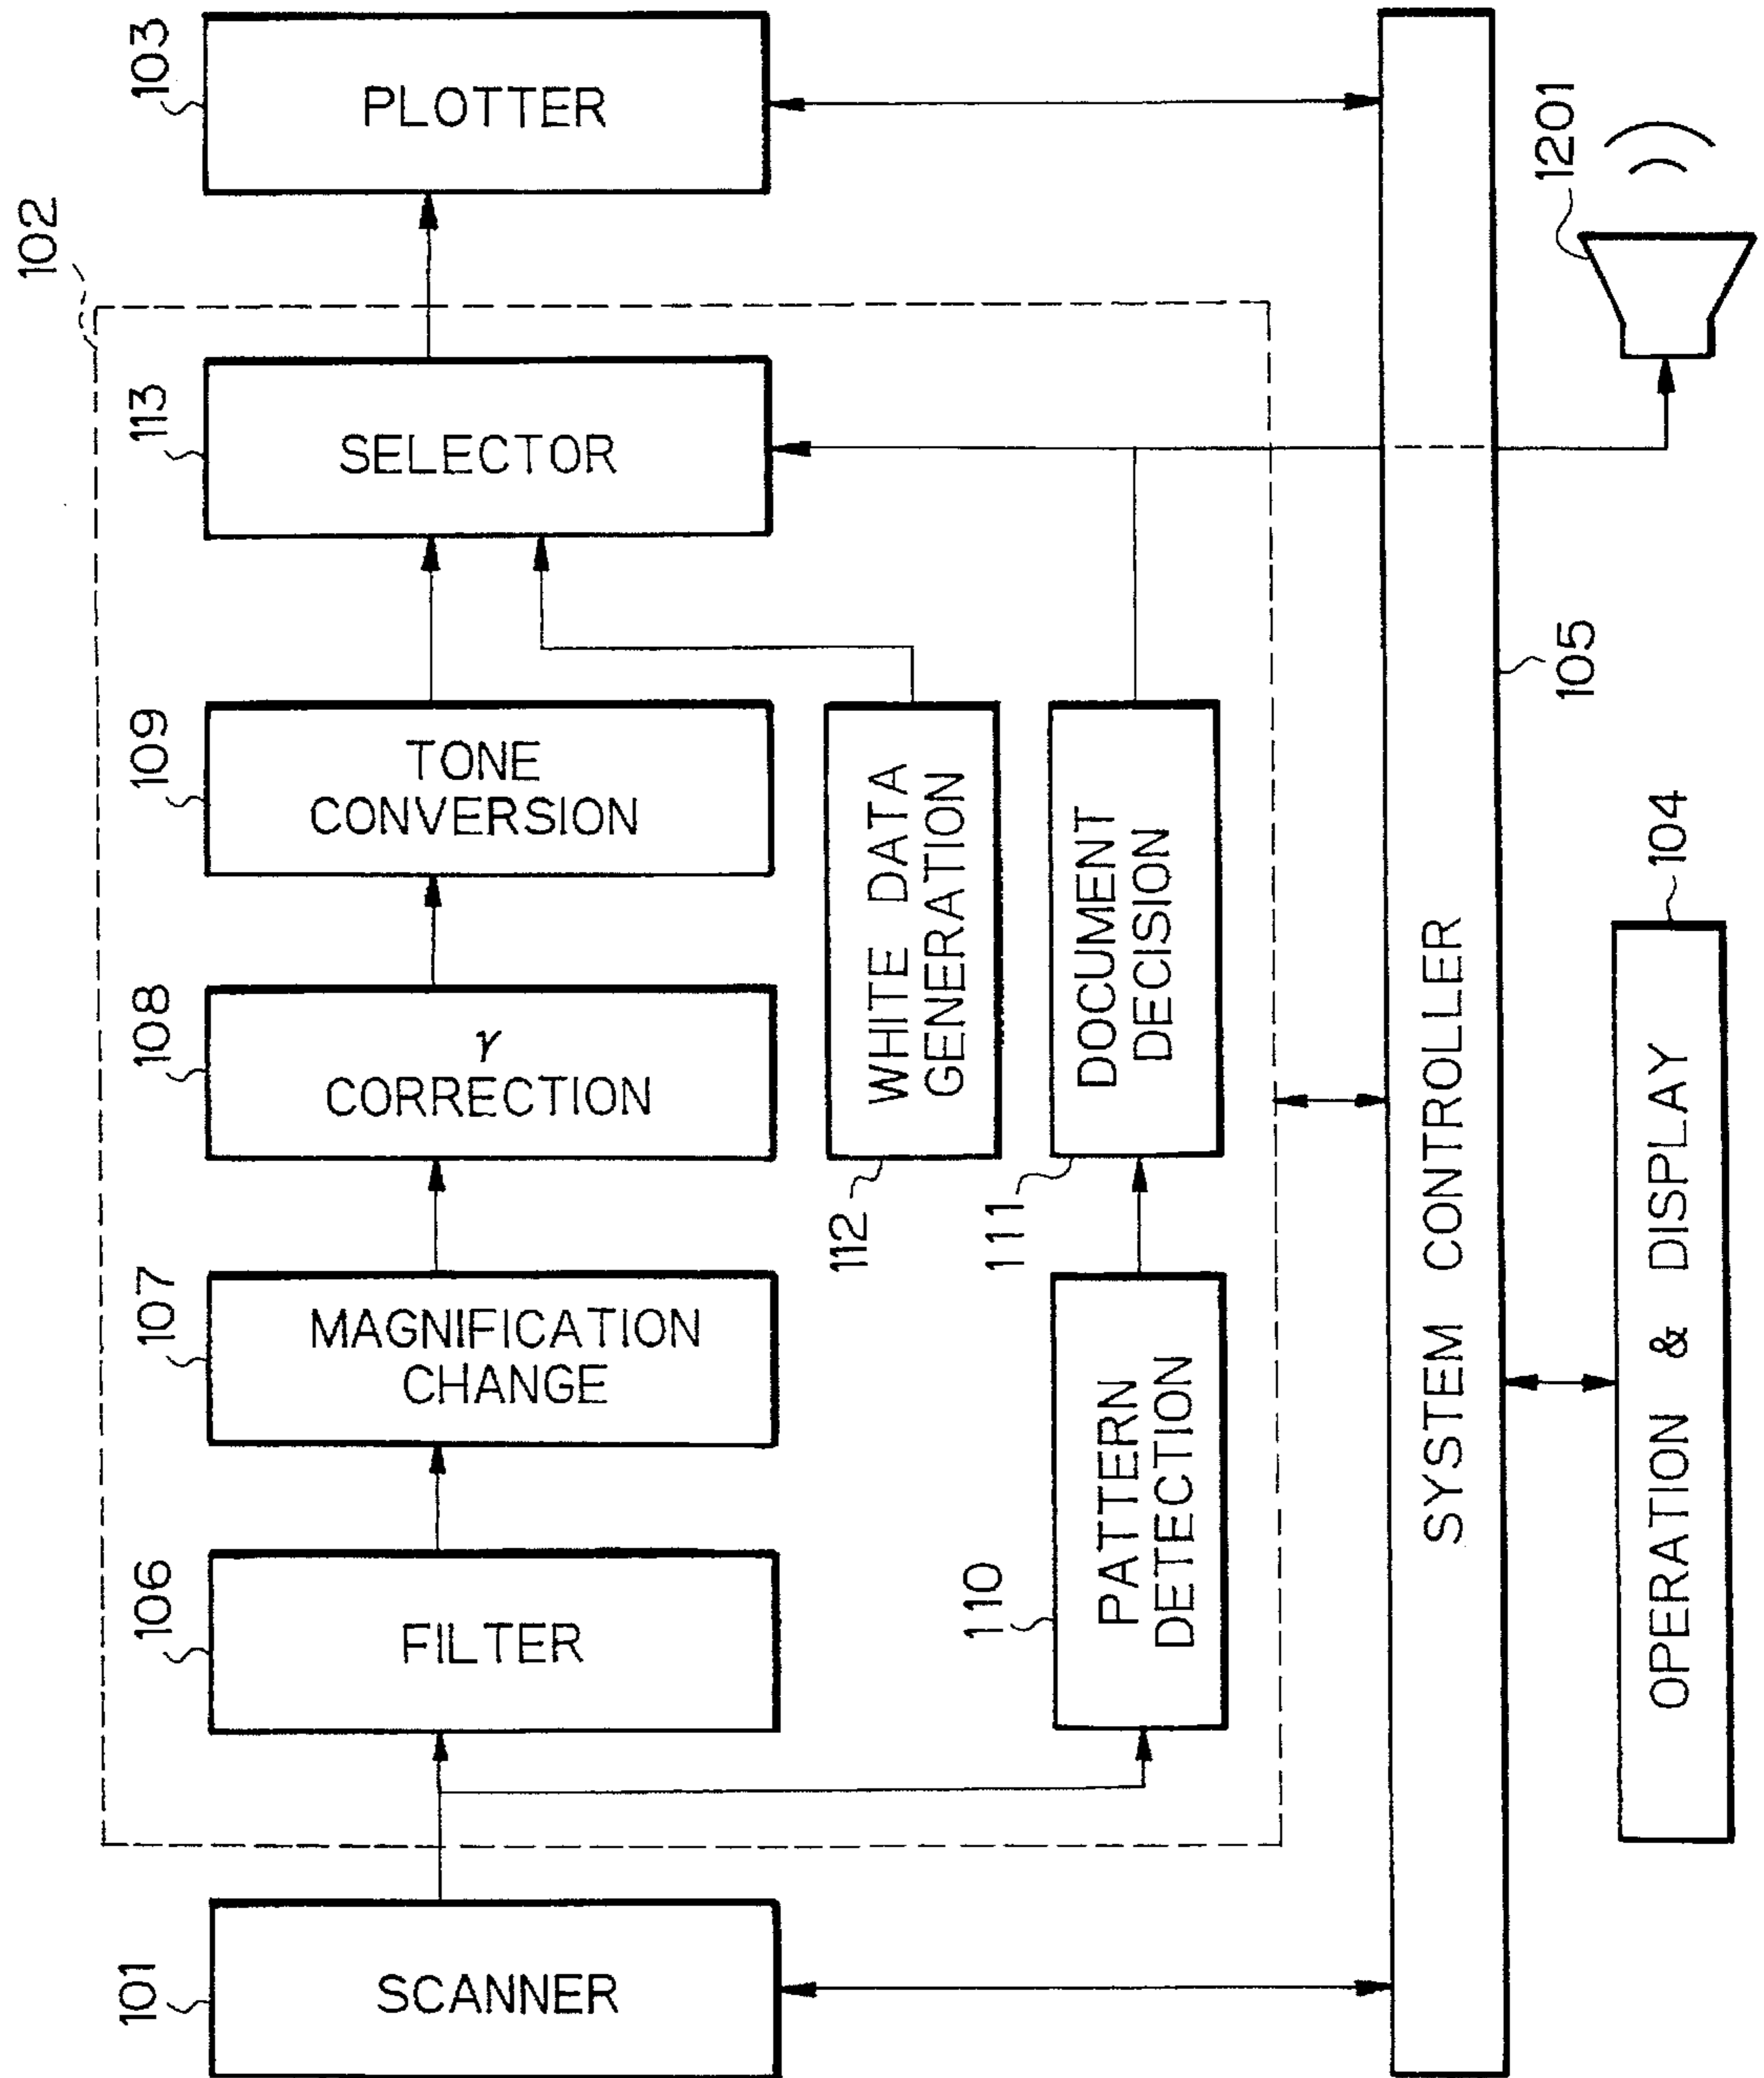 102
101
SCANNER
106
FILTER
107
MAGNIFICATION
CHANGE
108
γ
CORRECTION
109
TONE
CONVERSION
113
SELECTOR
103
PLOTTER
112
WHITE DATA
GENERATION
110
PATTERN
DETECTION
111
DOCUMENT
DECISION
SYSTEM CONTROLLER
105
1201
OPERATION & DISPLAY
104